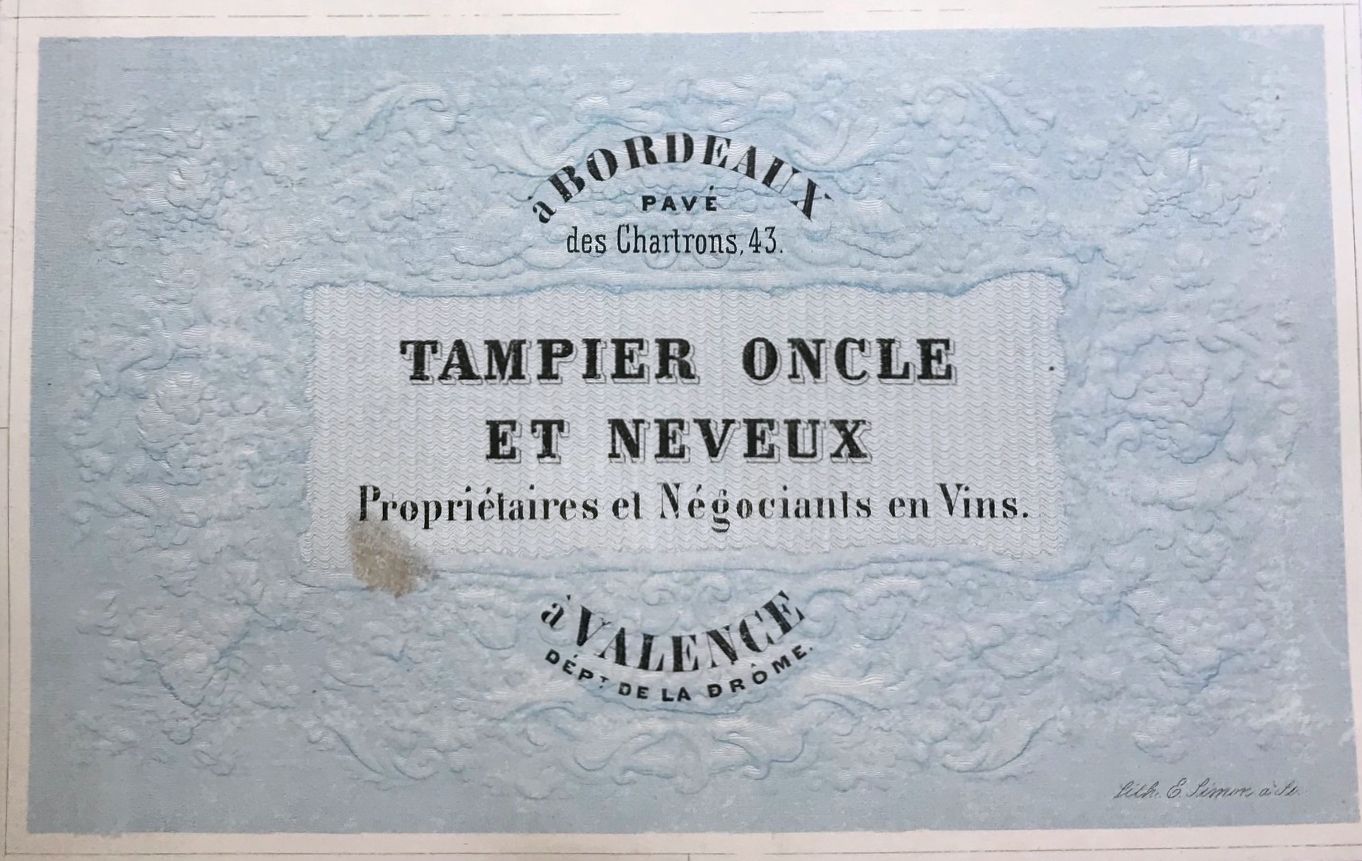 à BORDEAUX
PAVÉ
des Chartrons, 43.
TAMPIER ONCLE
ET NEVEUX
Propriétaires et Négociants en Vins.
à VALENCE
DÉPT DE LA DRÔME.
Lith. E. Simon, à